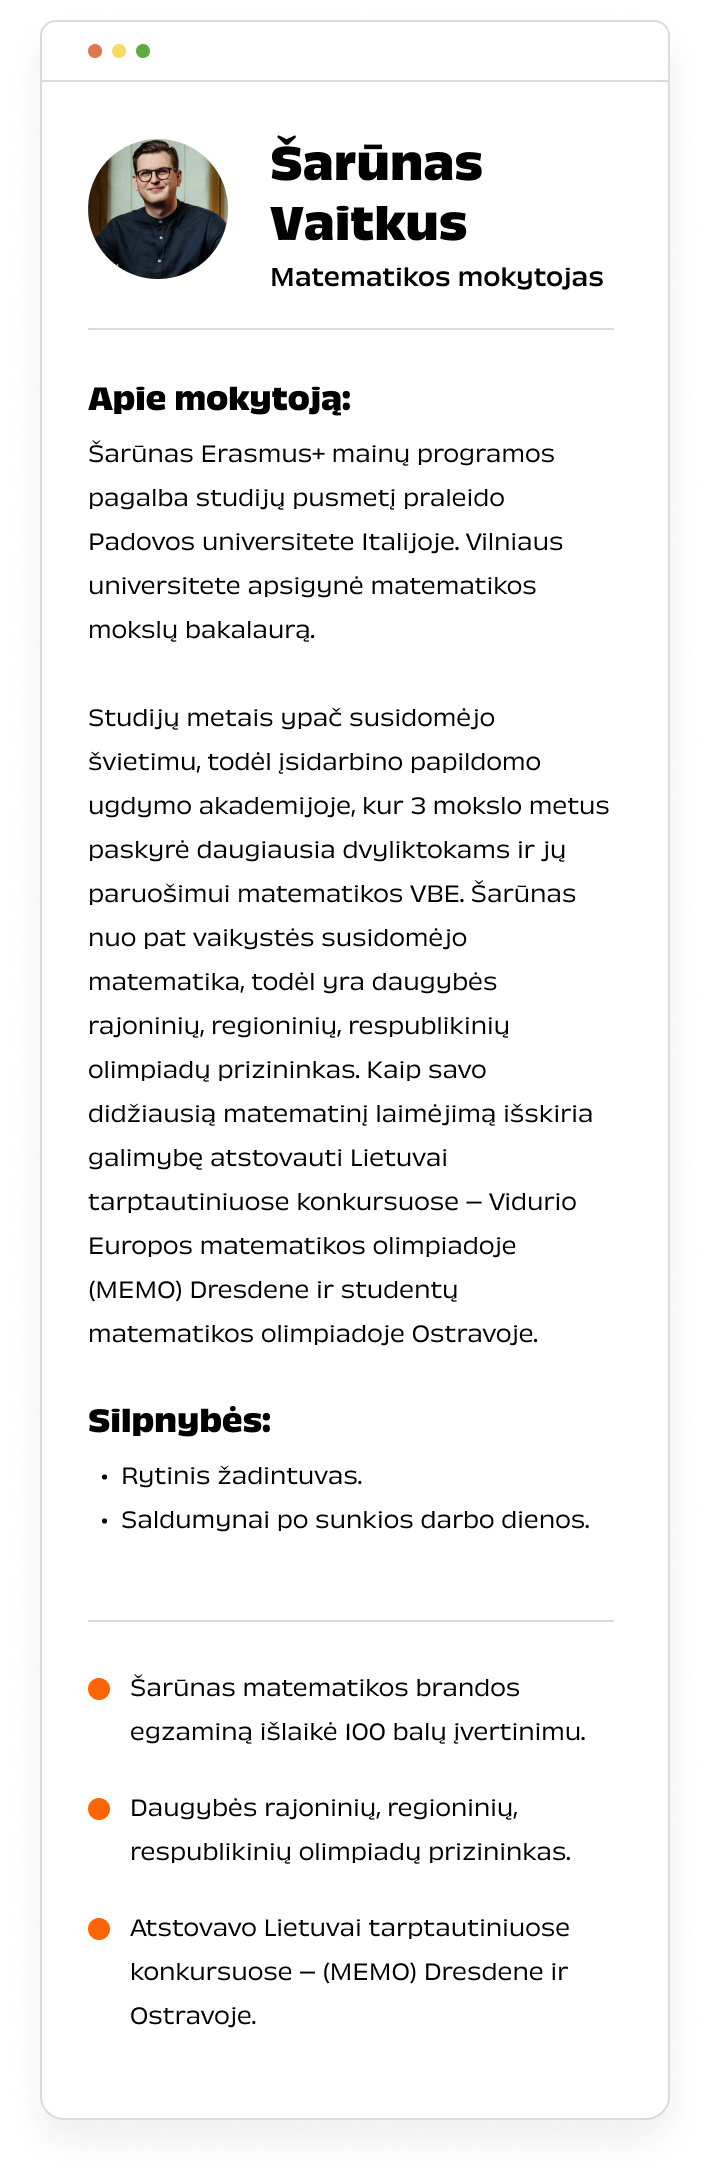 Šarūnas
Vaitkus
Matematikos mokytojas
Apie mokytoją:
Šarūnas Erasmus+ mainų programos
pagalba studijų pusmetį praleido
Padovos universitete Italijoje. Vilniaus
universitete apsigynė matematikos
mokslų bakalaurą.
Studijų metais ypač susidomėjo
švietimu, todėl įsidarbino papildomo
ugdymo akademijoje, kur 3 mokslo metus
paskyrė daugiausia dvyliktokams ir jų
paruošimui matematikos VBE. Šarūnas
nuo pat vaikystės susidomėjo
matematika, todėl yra daugybės
rajoninių, regioninių, respublikinių
olimpiadų prizininkas. Kaip savo
didžiausią matematinį laimėjimą išskiria
galimybę atstovauti Lietuvai
tarptautiniuose konkursuose – Vidurio
Europos matematikos olimpiadoje
(MEMO) Dresdene ir studentų
matematikos olimpiadoje Ostravoje.
Silpnybės:
• Rytinis žadintuvas.
• Saldumynai po sunkios darbo dienos.
Šarūnas matematikos brandos
egzaminą išlaikė 100 balų įvertinimu.
Daugybės rajoninių, regioninių,
respublikinių olimpiadų prizininkas.
Atstovavo Lietuvai tarptautiniuose
konkursuose – (MEMO) Dresdene ir
Ostravoje.